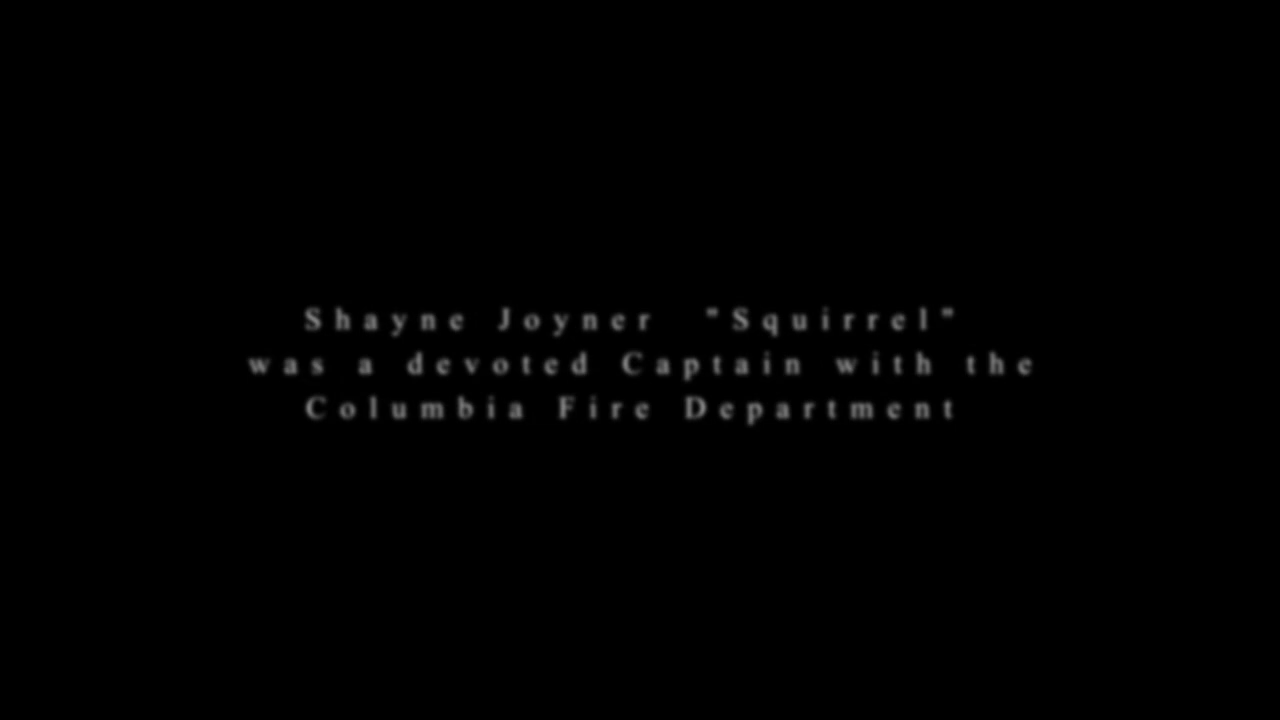 Shayne Joyner "Squirrel"
was a devoted Captain with the
Columbia Fire Department